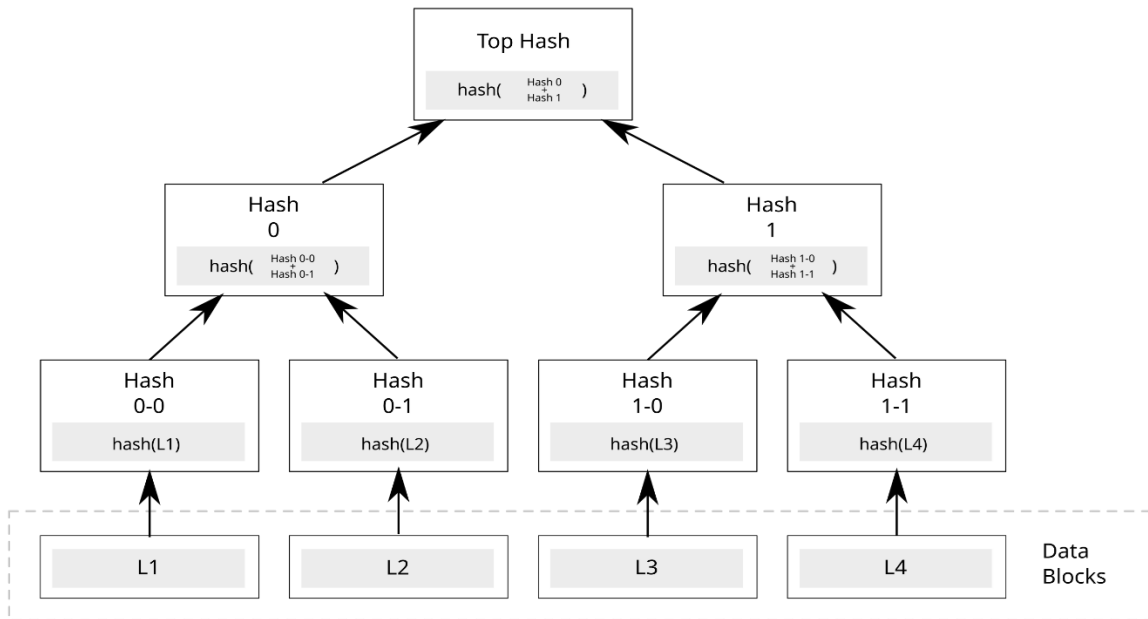 Top Hash
hash( Hash 0 + Hash 1 )
Hash
0
hash( Hash 0-0 + Hash 0-1 )
Hash
1
hash( Hash 1-0 + Hash 1-1 )
Hash
0-0
hash(L1)
Hash
0-1
hash(L2)
Hash
1-0
hash(L3)
Hash
1-1
hash(L4)
L1
L2
L3
L4
Data
Blocks